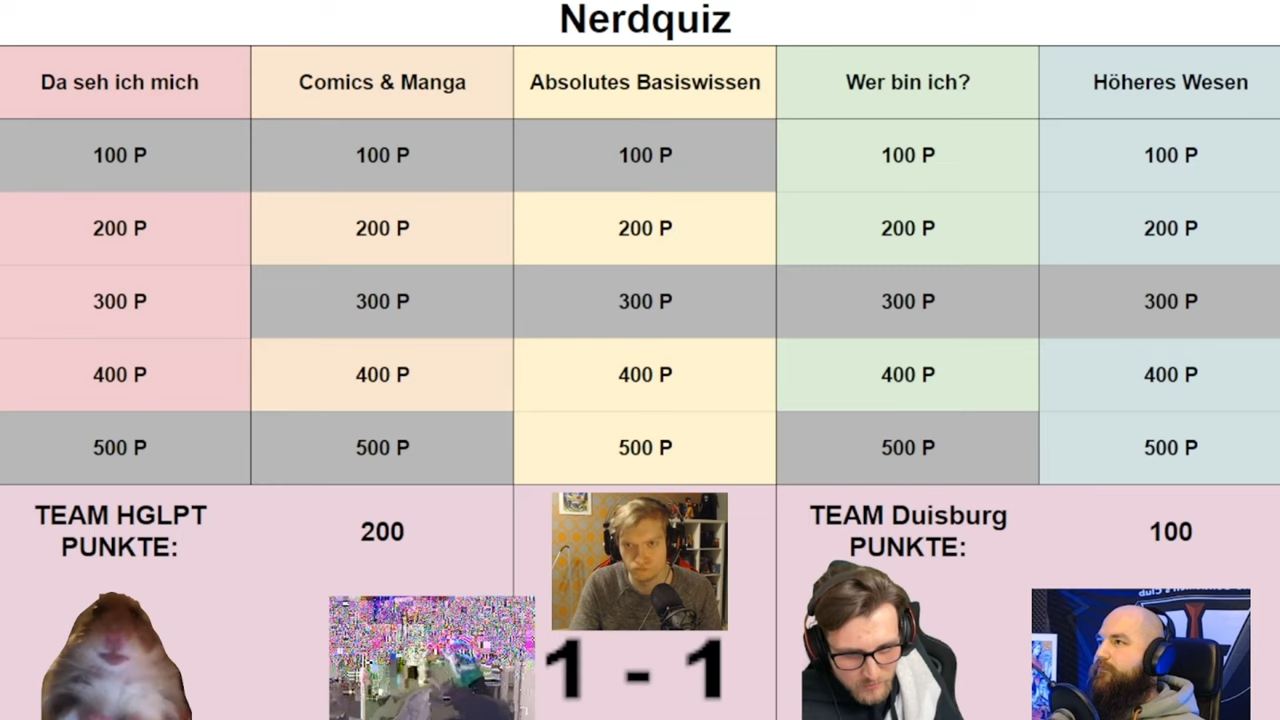 Nerdquiz
Da seh ich mich
Comics & Manga
Absolutes Basiswissen
Wer bin ich?
Höheres Wesen
100 P
100 P
100 P
100 P
100 P
200 P
200 P
200 P
200 P
200 P
300 P
300 P
300 P
300 P
300 P
400 P
400 P
400 P
400 P
400 P
500 P
500 P
500 P
500 P
500 P
TEAM HGLPT
PUNKTE:
200
TEAM Duisburg
PUNKTE:
100
1 - 1